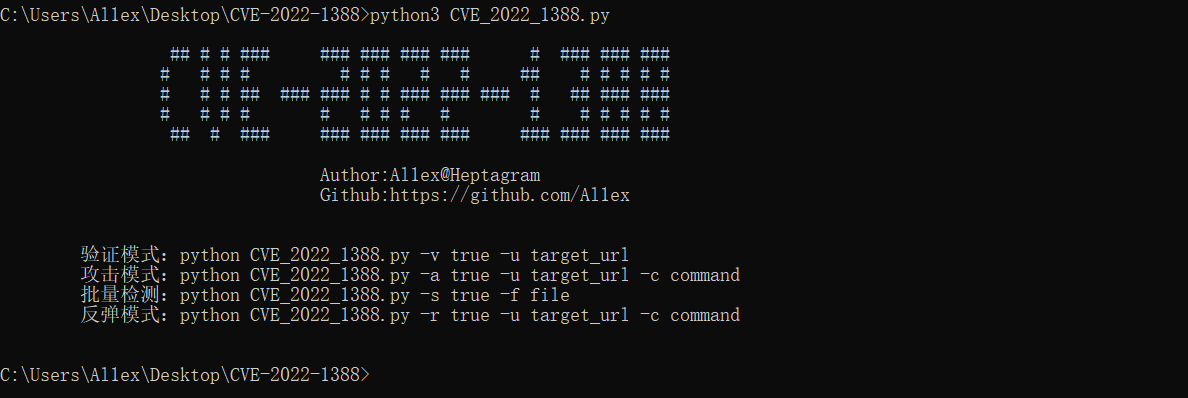 C:\Users\Allex\Desktop\CVE-2022-1388>python3 CVE_2022_1388.py
CVE-2022-1388
Author:Allex@Heptagram
Github:https://github.com/Allex
验证模式：python CVE_2022_1388.py -v true -u target_url
攻击模式：python CVE_2022_1388.py -a true -u target_url -c command
批量检测：python CVE_2022_1388.py -s true -f file
反弹模式：python CVE_2022_1388.py -r true -u target_url -c command
C:\Users\Allex\Desktop\CVE-2022-1388>